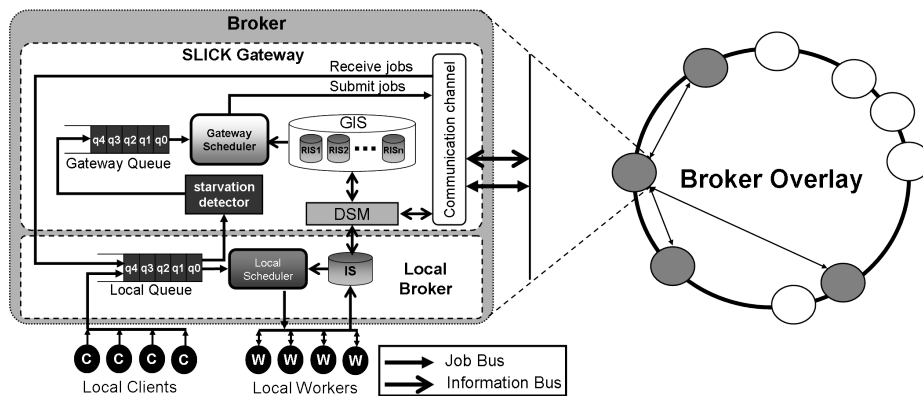 Broker
SLICK Gateway
Receive jobs
Submit jobs
Communication channel
GIS
RIS1 RIS2 RISn
Gateway Scheduler
q4 q3 q2 q1 q0
Gateway Queue
starvation detector
DSM
q4 q3 q2 q1 q0
Local Queue
Local Scheduler
IS
Local Broker
C C C C
Local Clients
W W W W
Local Workers
Job Bus
Information Bus
Broker Overlay